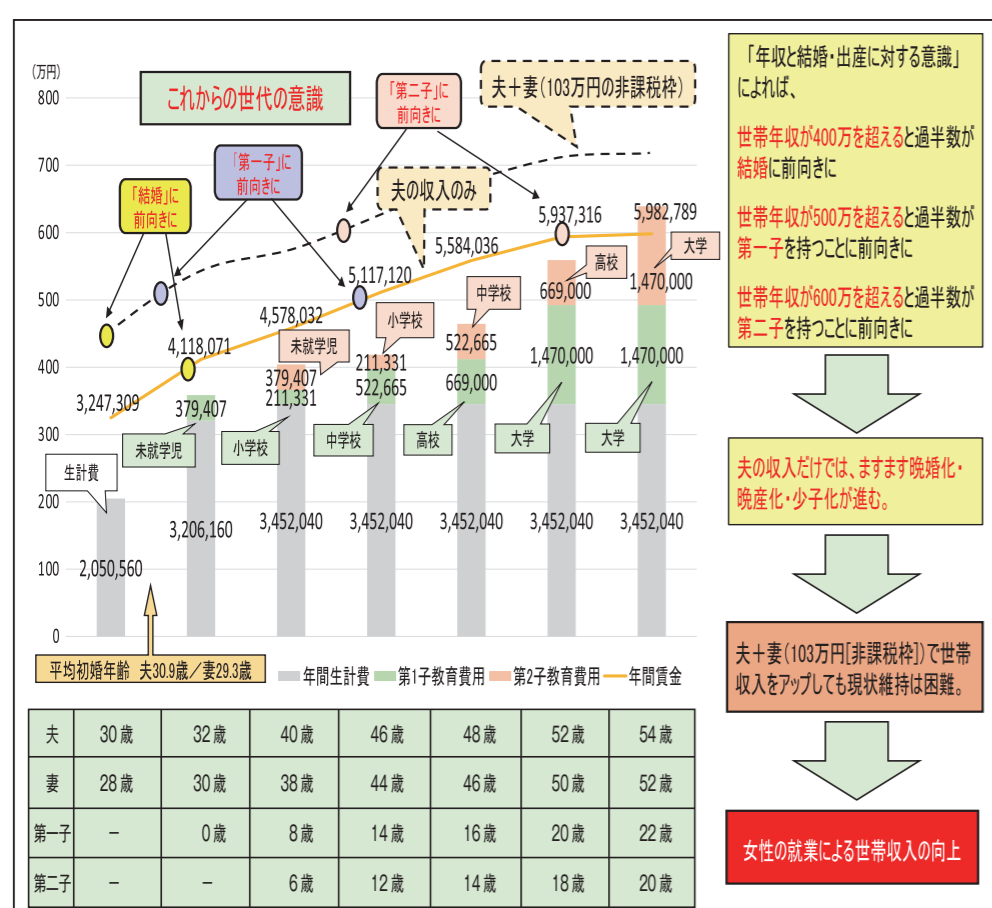 (万円)
800
700
600
500
400
300
200
100
0
これからの世代の意識
「結婚」に
前向きに
「第一子」に
前向きに
「第二子」に
前向きに
夫+妻(103万円の非課税枠)
夫の収入のみ
3,247,309
4,118,071
4,578,032
5,117,120
5,584,036
5,937,316
5,982,789
生計費
未就学児
小学校
中学校
高校
大学
大学
未就学児
小学校
中学校
高校
大学
379,407
379,407
211,331
211,331
522,665
522,665
669,000
669,000
1,470,000
1,470,000
1,470,000
2,050,560
3,206,160
3,452,040
3,452,040
3,452,040
3,452,040
3,452,040
平均初婚年齢 夫30.9歳/妻29.3歳
年間生計費 第1子教育費用 第2子教育費用 年間賃金
夫 30歳 32歳 40歳 46歳 48歳 52歳 54歳
妻 28歳 30歳 38歳 44歳 46歳 50歳 52歳
第一子 − 0歳 8歳 14歳 16歳 20歳 22歳
第二子 − − 6歳 12歳 14歳 18歳 20歳
「年収と結婚・出産に対する意識」
によれば、
世帯年収が400万を超えると過半数が
結婚に前向きに
世帯年収が500万を超えると過半数が
第一子を持つことに前向きに
世帯年収が600万を超えると過半数が
第二子を持つことに前向きに
夫の収入だけでは、ますます晩婚化・
晩産化・少子化が進む。
夫+妻(103万円[非課税枠])で世帯
収入をアップしても現状維持は困難。
女性の就業による世帯収入の向上